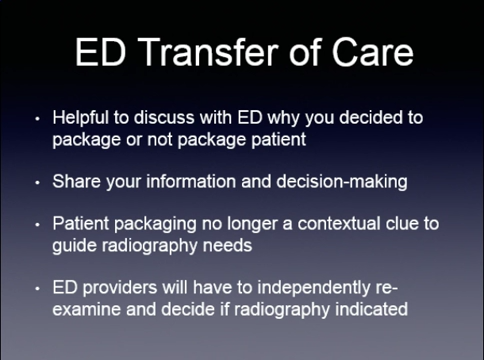 ED Transfer of Care
• Helpful to discuss with ED why you decided to
package or not package patient
• Share your information and decision-making
• Patient packaging no longer a contextual clue to
guide radiography needs
• ED providers will have to independently re-
examine and decide if radiography indicated